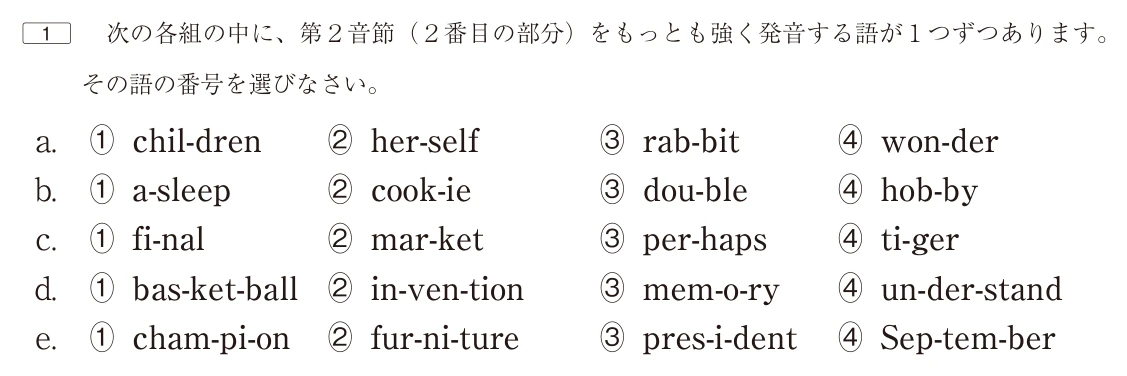 1 次の各組の中に、第２音節（２番目の部分）をもっとも強く発音する語が１つずつあります。
その語の番号を選びなさい。
a. ① chil-dren ② her-self ③ rab-bit ④ won-der
b. ① a-sleep ② cook-ie ③ dou-ble ④ hob-by
c. ① fi-nal ② mar-ket ③ per-haps ④ ti-ger
d. ① bas-ket-ball ② in-ven-tion ③ mem-o-ry ④ un-der-stand
e. ① cham-pi-on ② fur-ni-ture ③ pres-i-dent ④ Sep-tem-ber